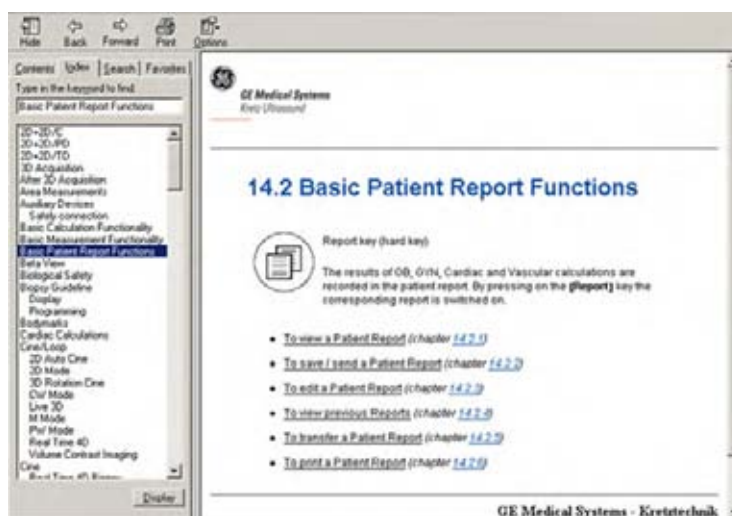 Hide Back Forward Print Options
Contents Index Search Favorites
Type in the keyword to find:
Basic Patient Report Functions
2D+2D/C
2D+2D/PD
2D+2D/TD
3D Acquisition
After 3D Acquisition
Area Measurements
Auxiliary Devices
Safely connection
Basic Calculation Functionality
Basic Measurement Functionality
Basic Patient Report Functions
Beta View
Biological Safety
Biopsy Guideline
Display
Programming
Bodymarks
Cardiac Calculations
Cine/Loop
2D Auto Cine
2D Mode
3D Rotation Cine
CW Mode
Live 3D
M Mode
PW Mode
Real Time 4D
Volume Contrast Imaging
Cine
Real Time 4D Biopsy
Display
GE Medical Systems
Kretz Ultrasound
14.2 Basic Patient Report Functions
Report key (hard key)
The results of OB, GYN, Cardiac and Vascular calculations are
recorded in the patient report. By pressing on the [Report] key the
corresponding report is switched on.
To view a Patient Report (chapter 14.2.1)
To save / send a Patient Report (chapter 14.2.2)
To edit a Patient Report (chapter 14.2.3)
To view previous Reports (chapter 14.2.4)
To transfer a Patient Report (chapter 14.2.5)
To print a Patient Report (chapter 14.2.6)
GE Medical Systems - Kretztechnik